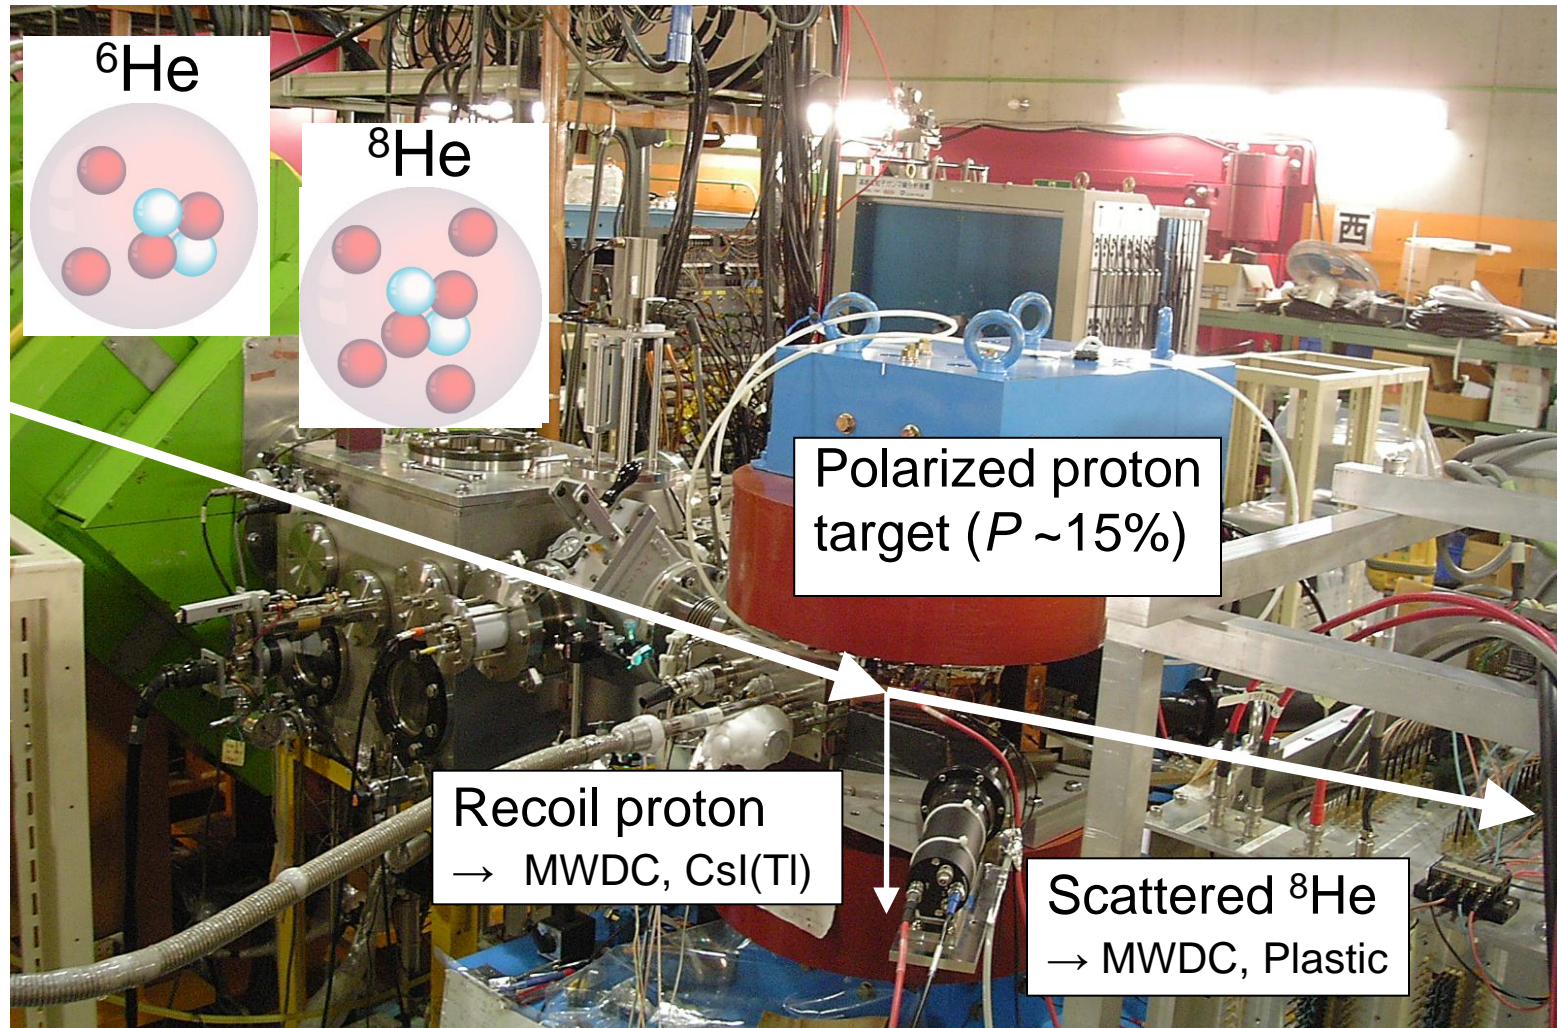 ⁶He
⁸He
西
Polarized proton
target (P ~15%)
Recoil proton
→ MWDC, CsI(Tl)
Scattered ⁸He
→ MWDC, Plastic